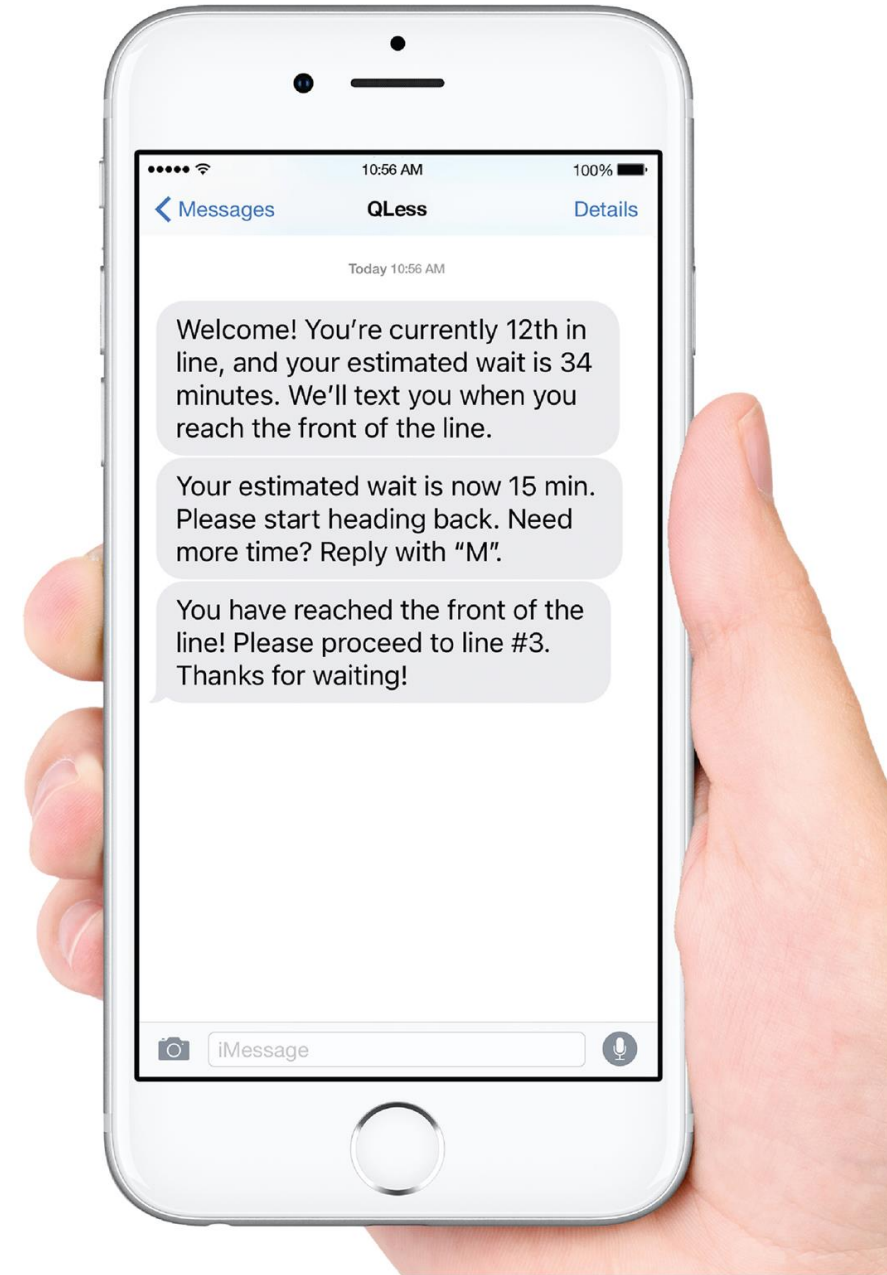 10:56 AM
100%
Messages
QLess
Details
Today 10:56 AM
Welcome! You’re currently 12th in
line, and your estimated wait is 34
minutes. We’ll text you when you
reach the front of the line.
Your estimated wait is now 15 min.
Please start heading back. Need
more time? Reply with “M”.
You have reached the front of the
line! Please proceed to line #3.
Thanks for waiting!
iMessage